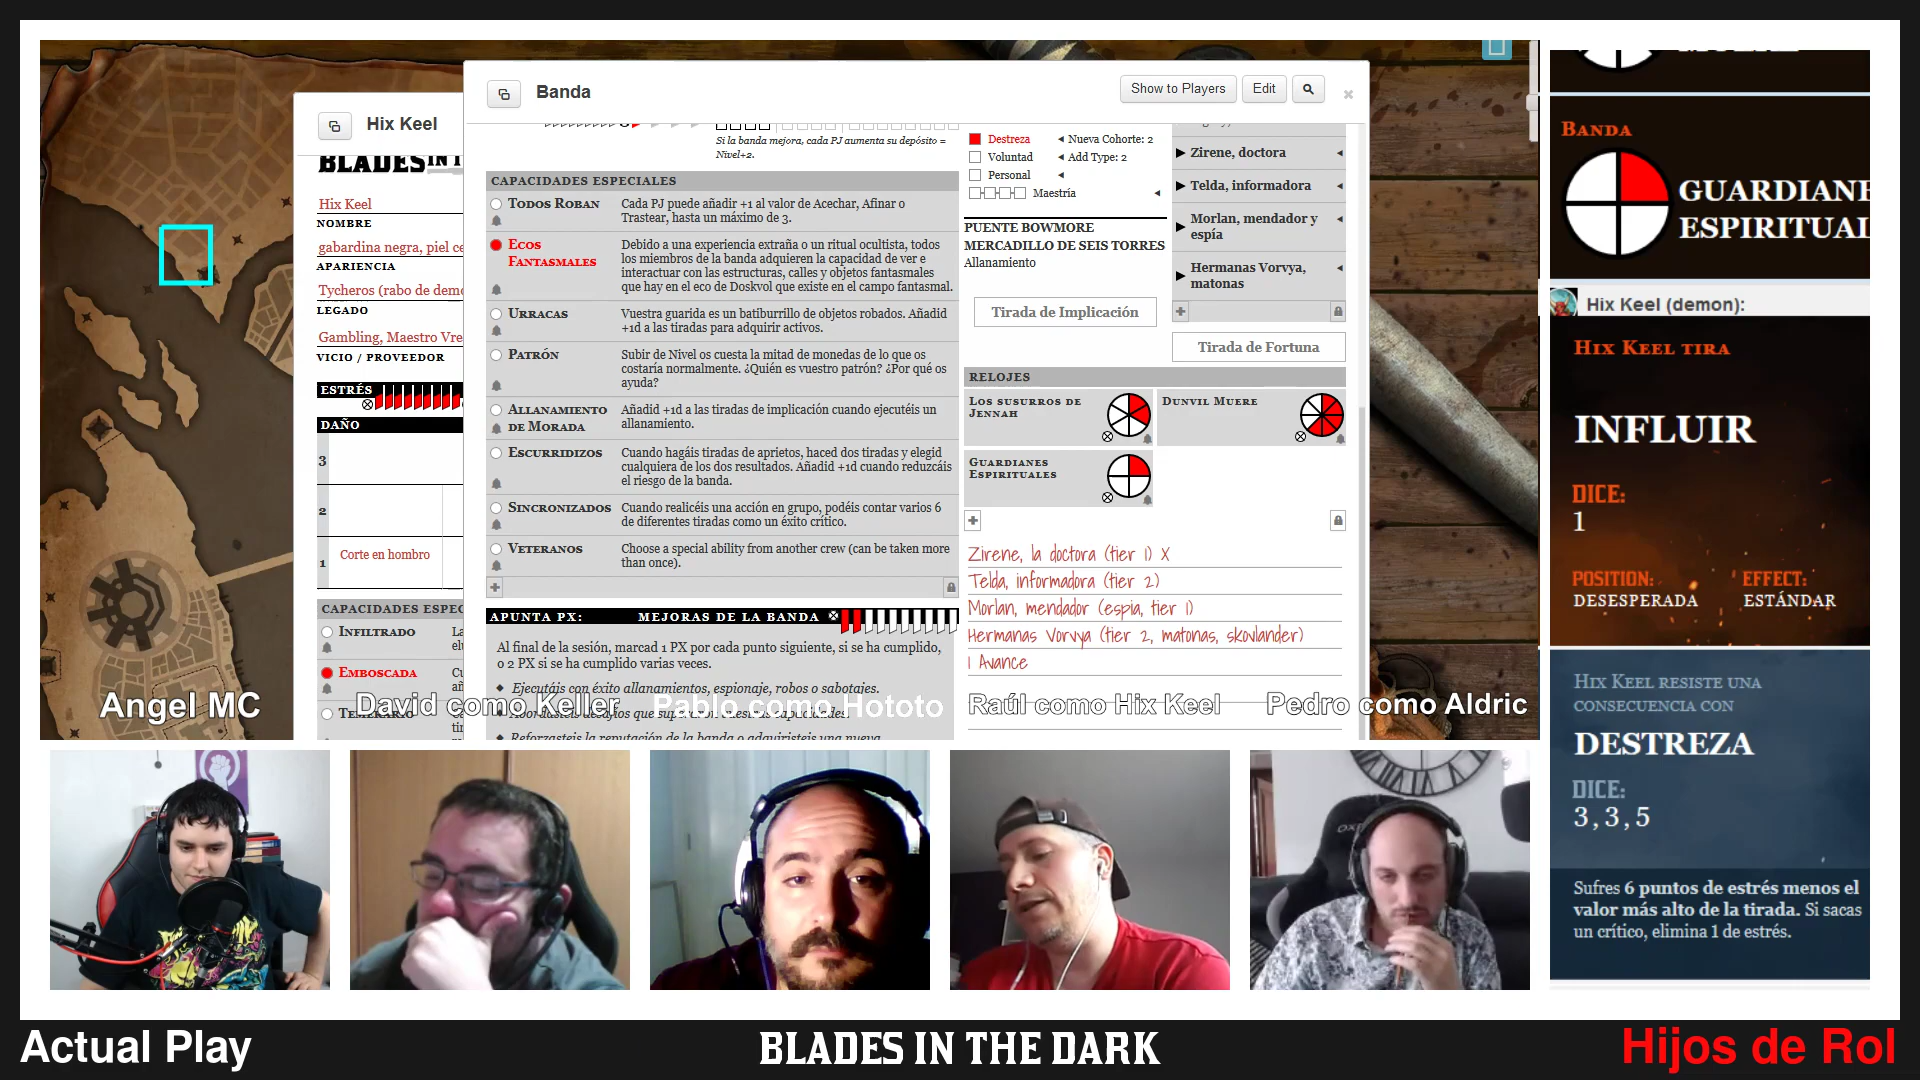 Banda
Show to Players
Edit
Hix Keel
BLADES IN T
Hix Keel
NOMBRE
gabardina negra, piel ce
APARIENCIA
Tycheros (rabo de demo
LEGADO
Gambling, Maestro Vre
VICIO / PROVEEDOR
ESTRÉS
DAÑO
3
2
1
Corte en hombro
CAPACIDADES ESPEC
INFILTRADO
La
elu
EMBOSCADA
Cu
añ
TEMERARIO
Si la banda mejora, cada PJ aumenta su depósito =
Nivel+2.
CAPACIDADES ESPECIALES
TODOS ROBAN
Cada PJ puede añadir +1 al valor de Acechar, Afinar o
Trastear, hasta un máximo de 3.
ECOS
FANTASMALES
Debido a una experiencia extraña o un ritual ocultista, todos
los miembros de la banda adquieren la capacidad de ver e
interactuar con las estructuras, calles y objetos fantasmales
que hay en el eco de Doskvol que existe en el campo fantasmal.
URRACAS
Vuestra guarida es un batiburrillo de objetos robados. Añadid
+1d a las tiradas para adquirir activos.
PATRÓN
Subir de Nivel os cuesta la mitad de monedas de lo que os
costaría normalmente. ¿Quién es vuestro patrón? ¿Por qué os
ayuda?
ALLANAMIENTO
DE MORADA
Añadid +1d a las tiradas de implicación cuando ejecutéis un
allanamiento.
ESCURRIDIZOS
Cuando hagáis tiradas de aprietos, haced dos tiradas y elegid
cualquiera de los dos resultados. Añadid +1d cuando reduzcáis
el riesgo de la banda.
SINCRONIZADOS
Cuando realicéis una acción en grupo, podéis contar varios 6
de diferentes tiradas como un éxito crítico.
VETERANOS
Choose a special ability from another crew (can be taken more
than once).
APUNTA PX:
MEJORAS DE LA BANDA
Al final de la sesión, marcad 1 PX por cada punto siguiente, si se ha cumplido,
o 2 PX si se ha cumplido varias veces.
Ejecutáis con éxito allanamientos, espionaje, robos o sabotajes.
Reforzasteis la reputación de la banda o adquiristeis una nueva
Destreza
Nueva Cohorte: 2
Voluntad
Add Type: 2
Personal
Maestría
PUENTE BOWMORE
MERCADILLO DE SEIS TORRES
Allanamiento
Tirada de Implicación
Zirene, doctora
Telda, informadora
Morlan, mendador y
espía
Hermanas Vorvya,
matonas
Tirada de Fortuna
RELOJES
LOS SUSURROS DE
JENNAH
DUNVIL MUERE
GUARDIANES
ESPIRITUALES
Zirene, la doctora (tier 1) X
Telda, informadora (tier 2)
Morlan, mendador (espia, tier 1)
Hermanas Vorvya (tier 2, matonas, skovlander)
1 Avance
BANDA
GUARDIANE
ESPIRITUAL
Hix Keel (demon):
HIX KEEL TIRA
INFLUIR
DICE:
1
POSITION:
DESESPERADA
EFFECT:
ESTÁNDAR
HIX KEEL RESISTE UNA
CONSECUENCIA CON
DESTREZA
DICE:
3, 3, 5
Sufres 6 puntos de estrés menos el
valor más alto de la tirada. Si sacas
un crítico, elimina 1 de estrés.
Angel MC
David como Keller
Pablo como Hototo
Raúl como Hix Keel
Pedro como Aldric
Actual Play
BLADES IN THE DARK
Hijos de Rol